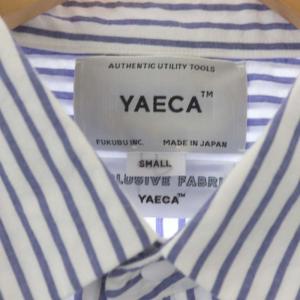 AUTHENTIC UTILITY TOOLS
YAECA™
FUKUBU INC. MADE IN JAPAN
SMALL
YAECA™